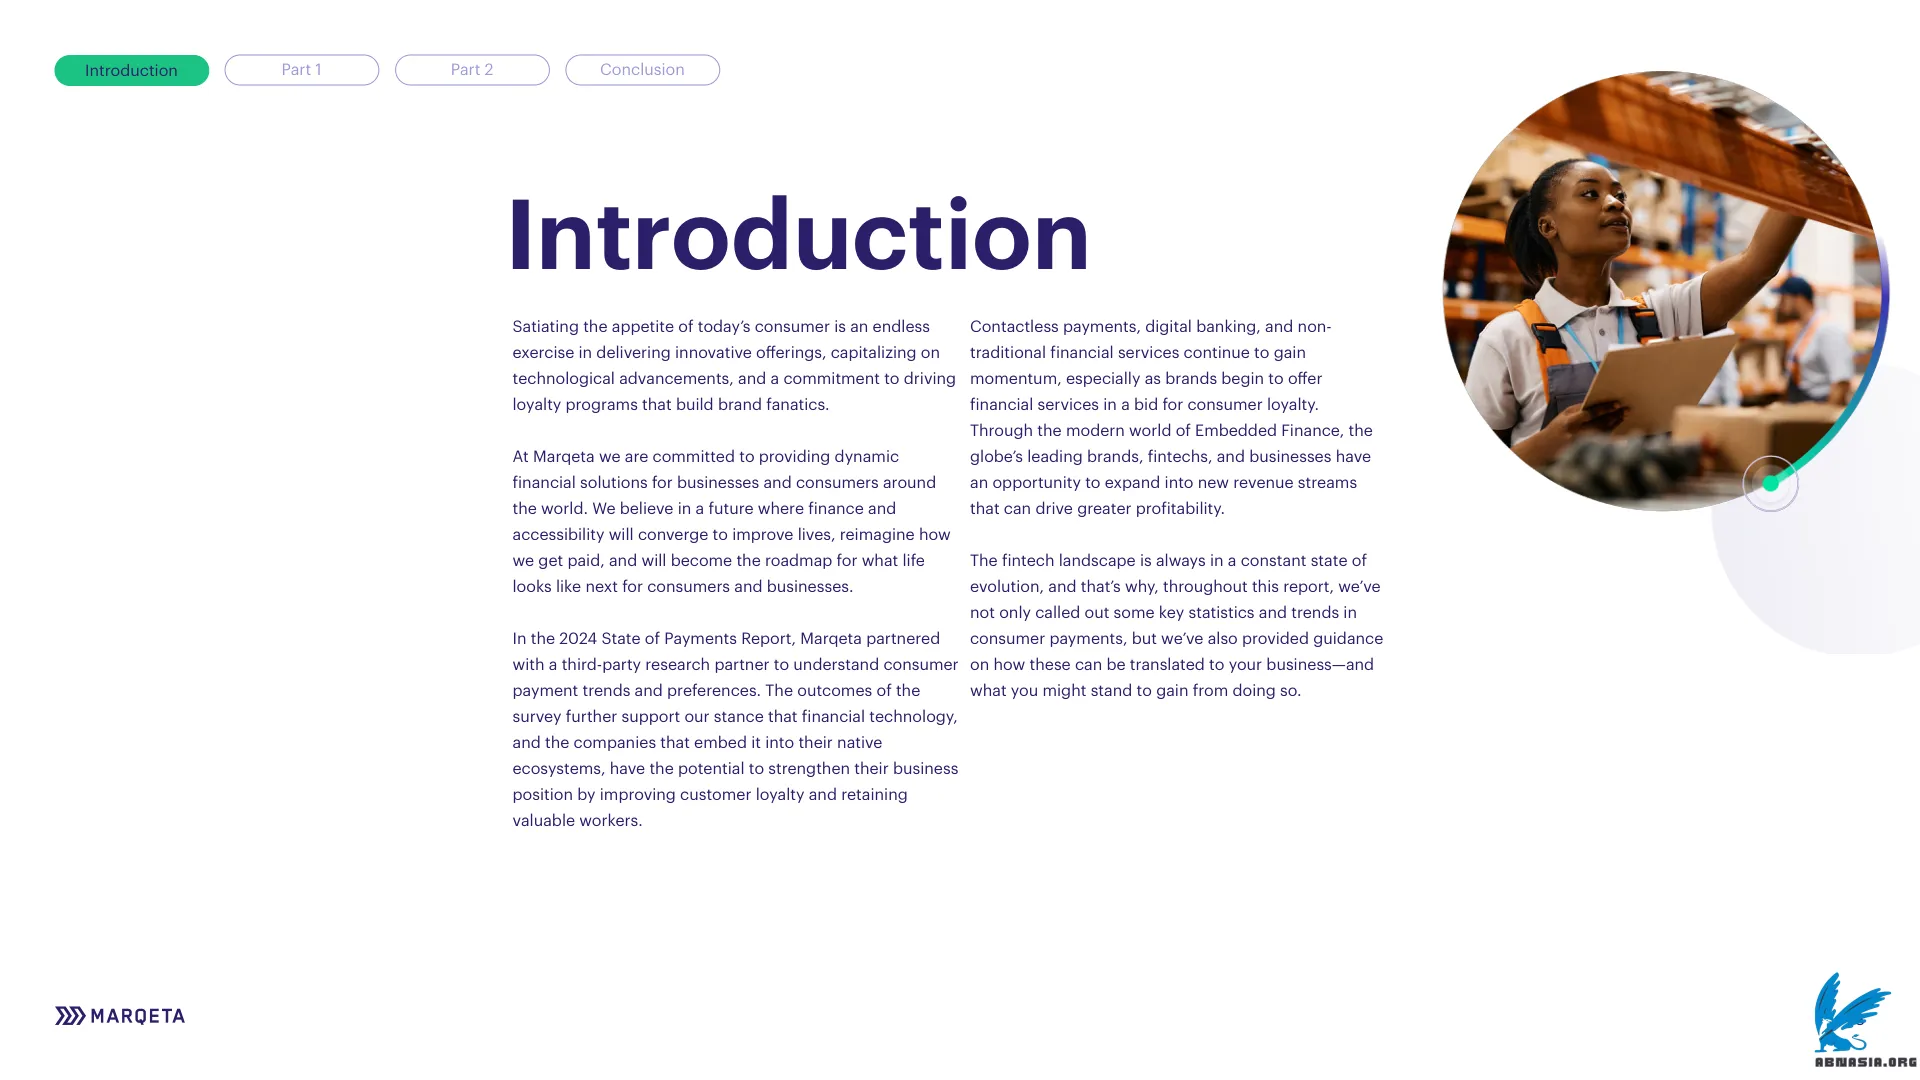 Introduction
Part 1
Part 2
Conclusion
Introduction
Satiating the appetite of today’s consumer is an endless
exercise in delivering innovative offerings, capitalizing on
technological advancements, and a commitment to driving
loyalty programs that build brand fanatics.
At Marqeta we are committed to providing dynamic
financial solutions for businesses and consumers around
the world. We believe in a future where finance and
accessibility will converge to improve lives, reimagine how
we get paid, and will become the roadmap for what life
looks like next for consumers and businesses.
In the 2024 State of Payments Report, Marqeta partnered
with a third-party research partner to understand consumer
payment trends and preferences. The outcomes of the
survey further support our stance that financial technology,
and the companies that embed it into their native
ecosystems, have the potential to strengthen their business
position by improving customer loyalty and retaining
valuable workers.
Contactless payments, digital banking, and non-
traditional financial services continue to gain
momentum, especially as brands begin to offer
financial services in a bid for consumer loyalty.
Through the modern world of Embedded Finance, the
globe’s leading brands, fintechs, and businesses have
an opportunity to expand into new revenue streams
that can drive greater profitability.
The fintech landscape is always in a constant state of
evolution, and that’s why, throughout this report, we’ve
not only called out some key statistics and trends in
consumer payments, but we’ve also provided guidance
on how these can be translated to your business—and
what you might stand to gain from doing so.
MARQETA
ABNASIA.ORG